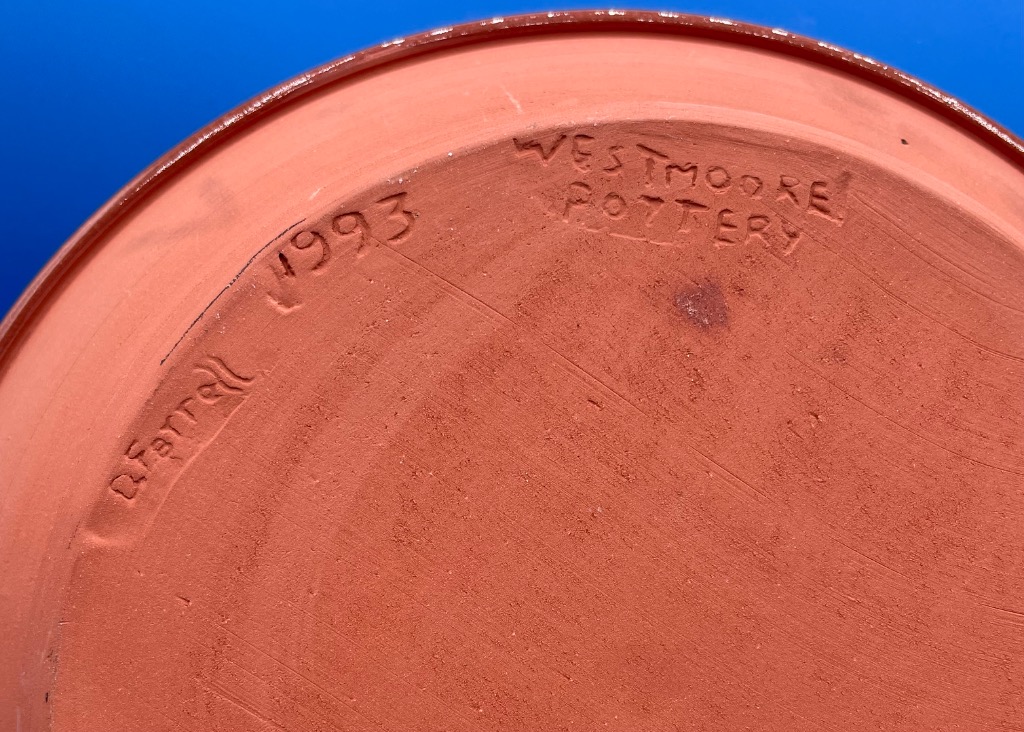 D. Farrell
1993
WESTMOORE
POTTERY